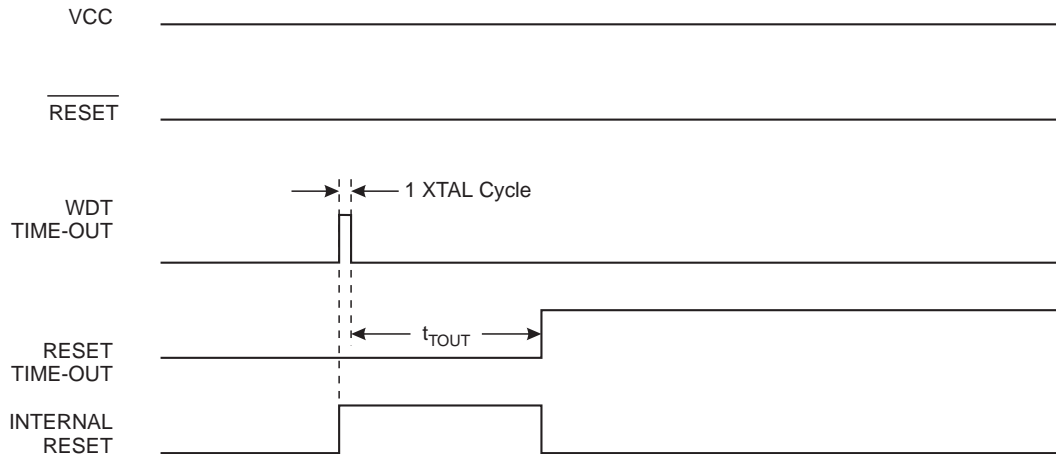 VCC
RESET
1 XTAL Cycle
WDT
TIME-OUT
tTOUT
RESET
TIME-OUT
INTERNAL
RESET